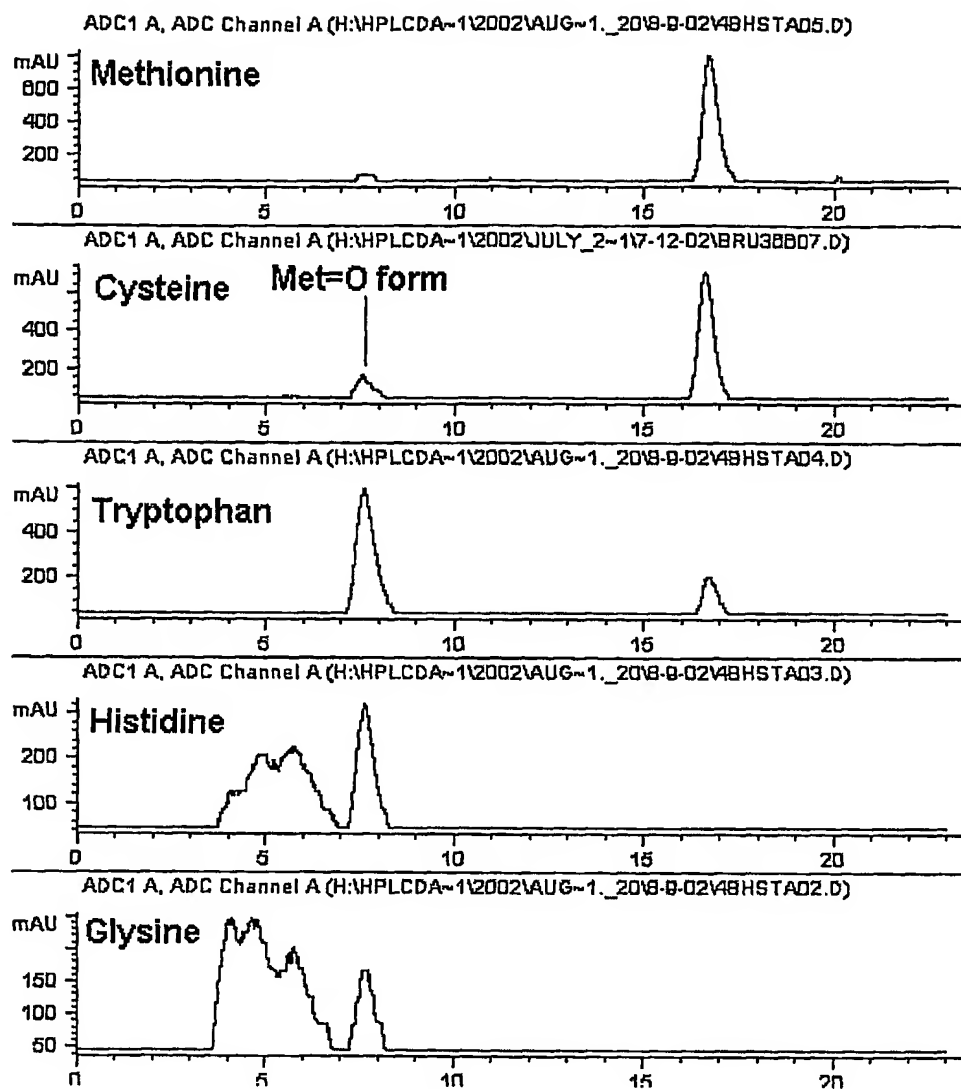 ADC1 A, ADC Channel A (H:\HPLCDA~1\2002\AUG~1._20\8-9-02\48HSTA05.D)
mAU
Methionine
600
400
200
0 5 10 15 20
ADC1 A, ADC Channel A (H:\HPLCDA~1\2002\JULY_2~1\7-12-02\BRU38807.D)
mAU
Cysteine Met=O form
400
200
0 5 10 15 20
ADC1 A, ADC Channel A (H:\HPLCDA~1\2002\AUG~1._20\8-9-02\48HSTA04.D)
mAU
Tryptophan
400
200
0 5 10 15 20
ADC1 A, ADC Channel A (H:\HPLCDA~1\2002\AUG~1._20\8-9-02\48HSTA03.D)
mAU
Histidine
200
100
0 5 10 15 20
ADC1 A, ADC Channel A (H:\HPLCDA~1\2002\AUG~1._20\8-9-02\48HSTA02.D)
mAU
Glysine
150
100
50
0 5 10 15 20